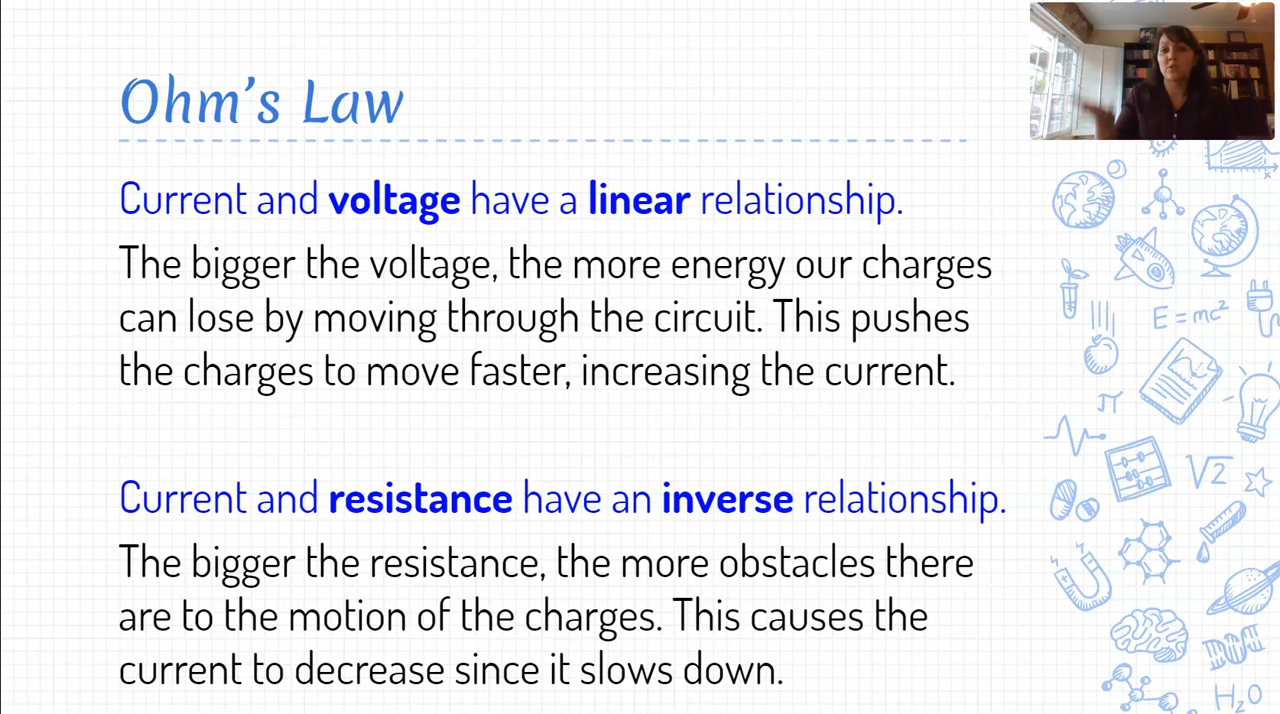 Ohm's Law
Current and voltage have a linear relationship.
The bigger the voltage, the more energy our charges
can lose by moving through the circuit. This pushes
the charges to move faster, increasing the current.
Current and resistance have an inverse relationship.
The bigger the resistance, the more obstacles there
are to the motion of the charges. This causes the
current to decrease since it slows down.
E=mc²
π
√2
H₂O